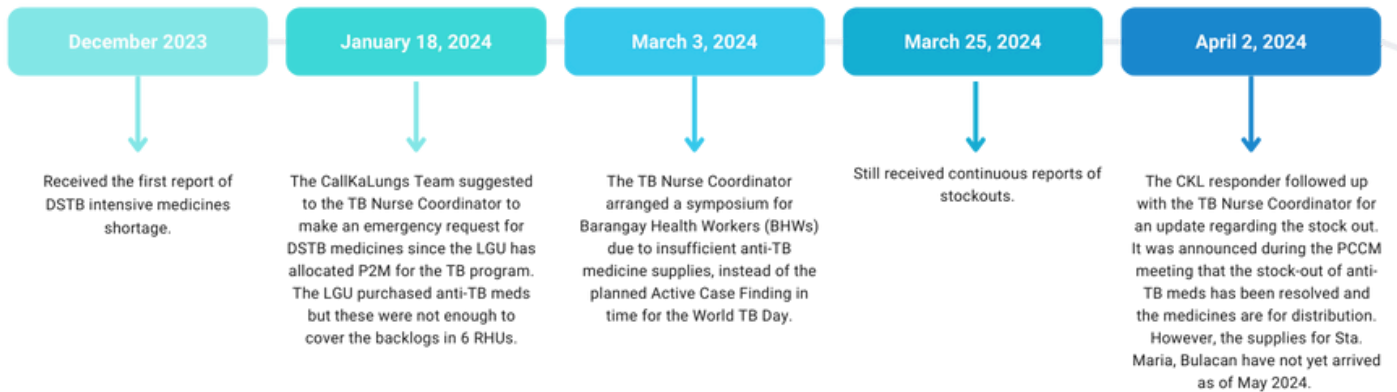 December 2023
Received the first report of
DSTB intensive medicines
shortage.
January 18, 2024
The CallKaLungs Team suggested
to the TB Nurse Coordinator to
make an emergency request for
DSTB medicines since the LGU has
allocated P2M for the TB program.
The LGU purchased anti-TB meds
but these were not enough to
cover the backlogs in 6 RHUs.
March 3, 2024
The TB Nurse Coordinator
arranged a symposium for
Barangay Health Workers (BHWs)
due to insufficient anti-TB
medicine supplies, instead of the
planned Active Case Finding in
time for the World TB Day.
March 25, 2024
Still received continuous reports of
stockouts.
April 2, 2024
The CKL responder followed up
with the TB Nurse Coordinator for
an update regarding the stock out.
It was announced during the PCCM
meeting that the stock-out of anti-
TB meds has been resolved and
the medicines are for distribution.
However, the supplies for Sta.
Maria, Bulacan have not yet arrived
as of May 2024.